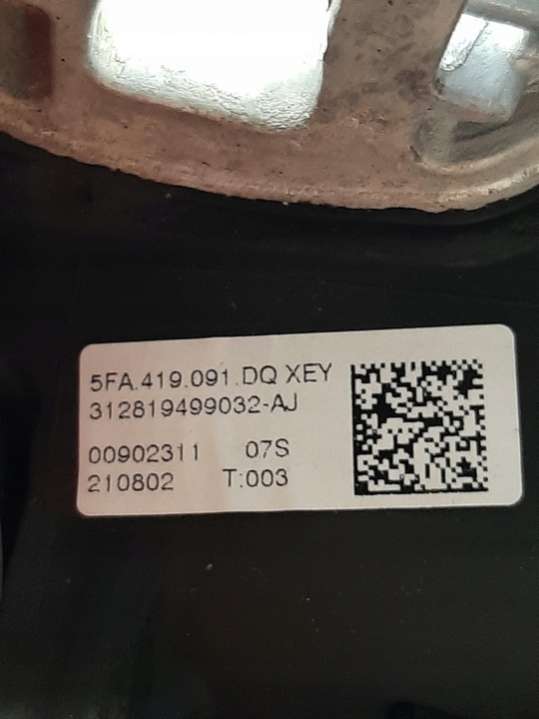 5FA.419.091.DQ XEY
312819499032-AJ
00902311 07S
210802 T:003